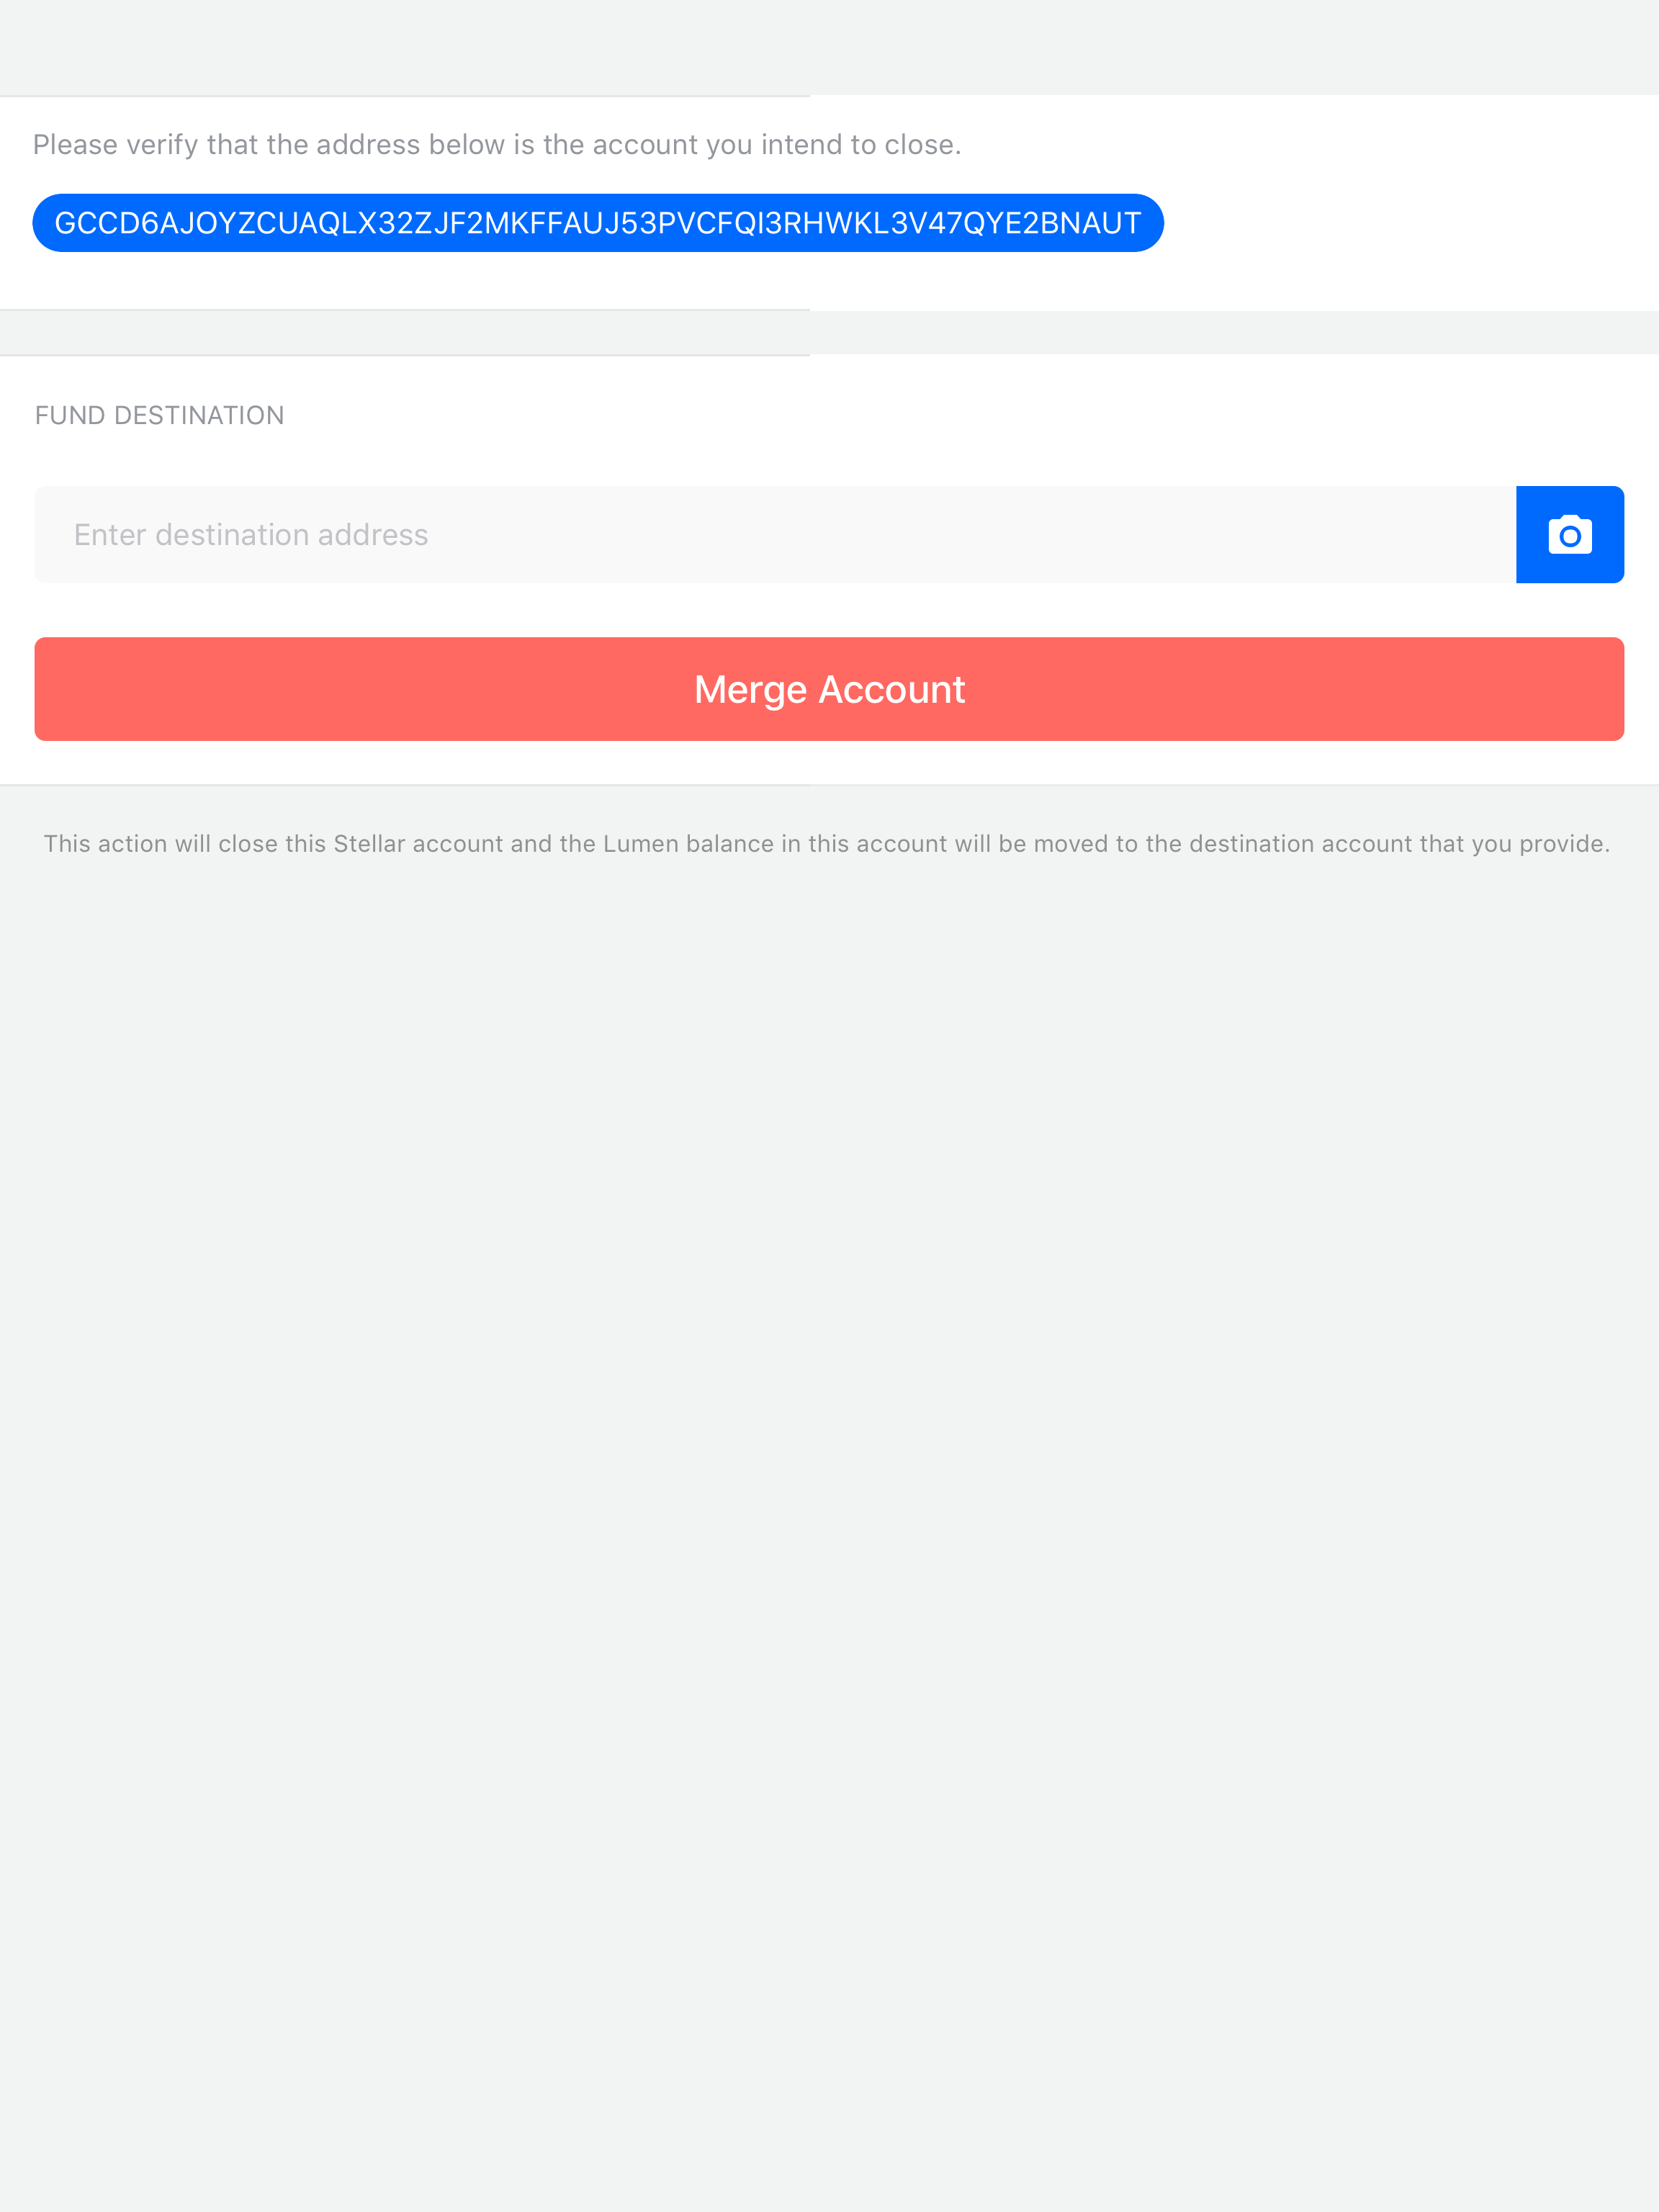 Please verify that the address below is the account you intend to close.
GCCD6AJOYZCUAQLX32ZJF2MKFFAUJ53PVCFQI3RHWKL3V47QYE2BNAUT
FUND DESTINATION
Enter destination address
Merge Account
This action will close this Stellar account and the Lumen balance in this account will be moved to the destination account that you provide.